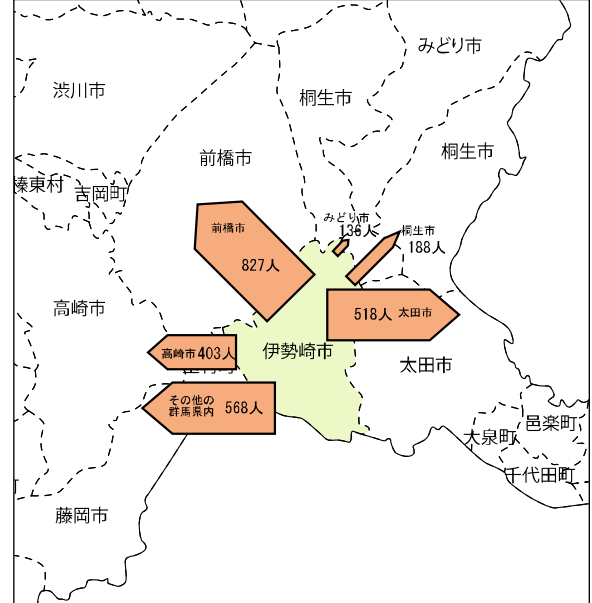 みどり市
渋川市
桐生市
桐生市
前橋市
榛東村
吉岡町
みどり市
136人
前橋市
827人
桐生市
188人
高崎市
518人 太田市
高崎市 403人
伊勢崎市
太田市
その他の
群馬県内
568人
邑楽町
大泉町
千代田町
藤岡市
町